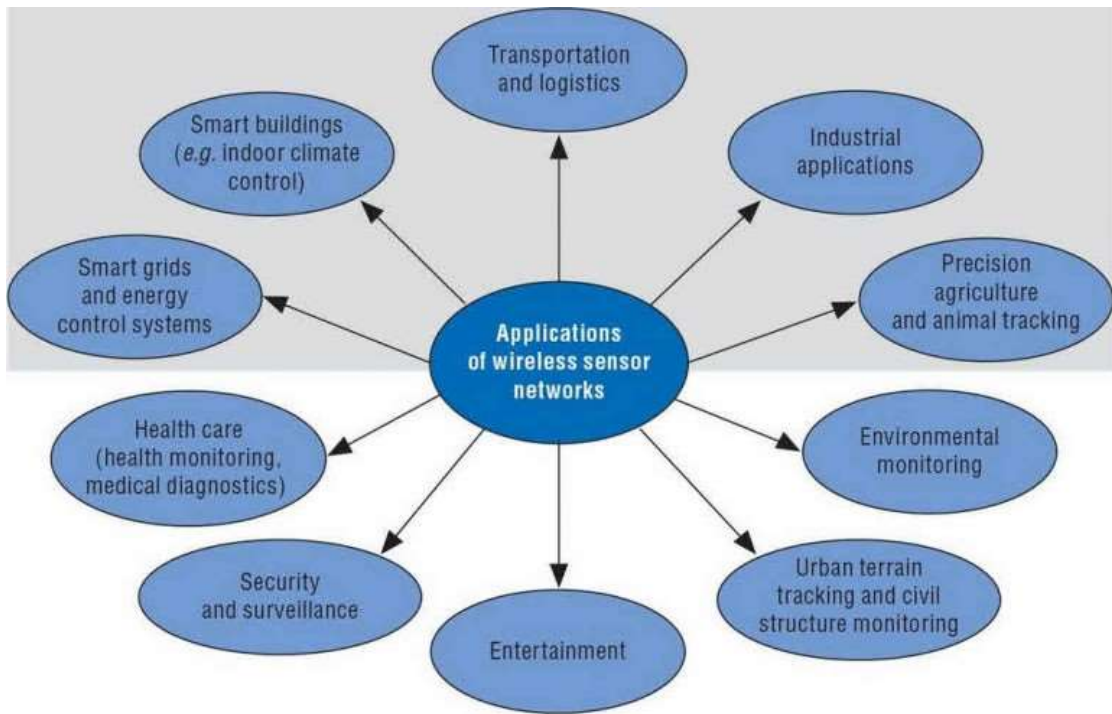 Transportation
and logistics
Smart buildings
(e.g. indoor climate
control)
Industrial
applications
Smart grids
and energy
control systems
Precision
agriculture
and animal tracking
Applications
of wireless sensor
networks
Health care
(health monitoring,
medical diagnostics)
Environmental
monitoring
Security
and surveillance
Urban terrain
tracking and civil
structure monitoring
Entertainment